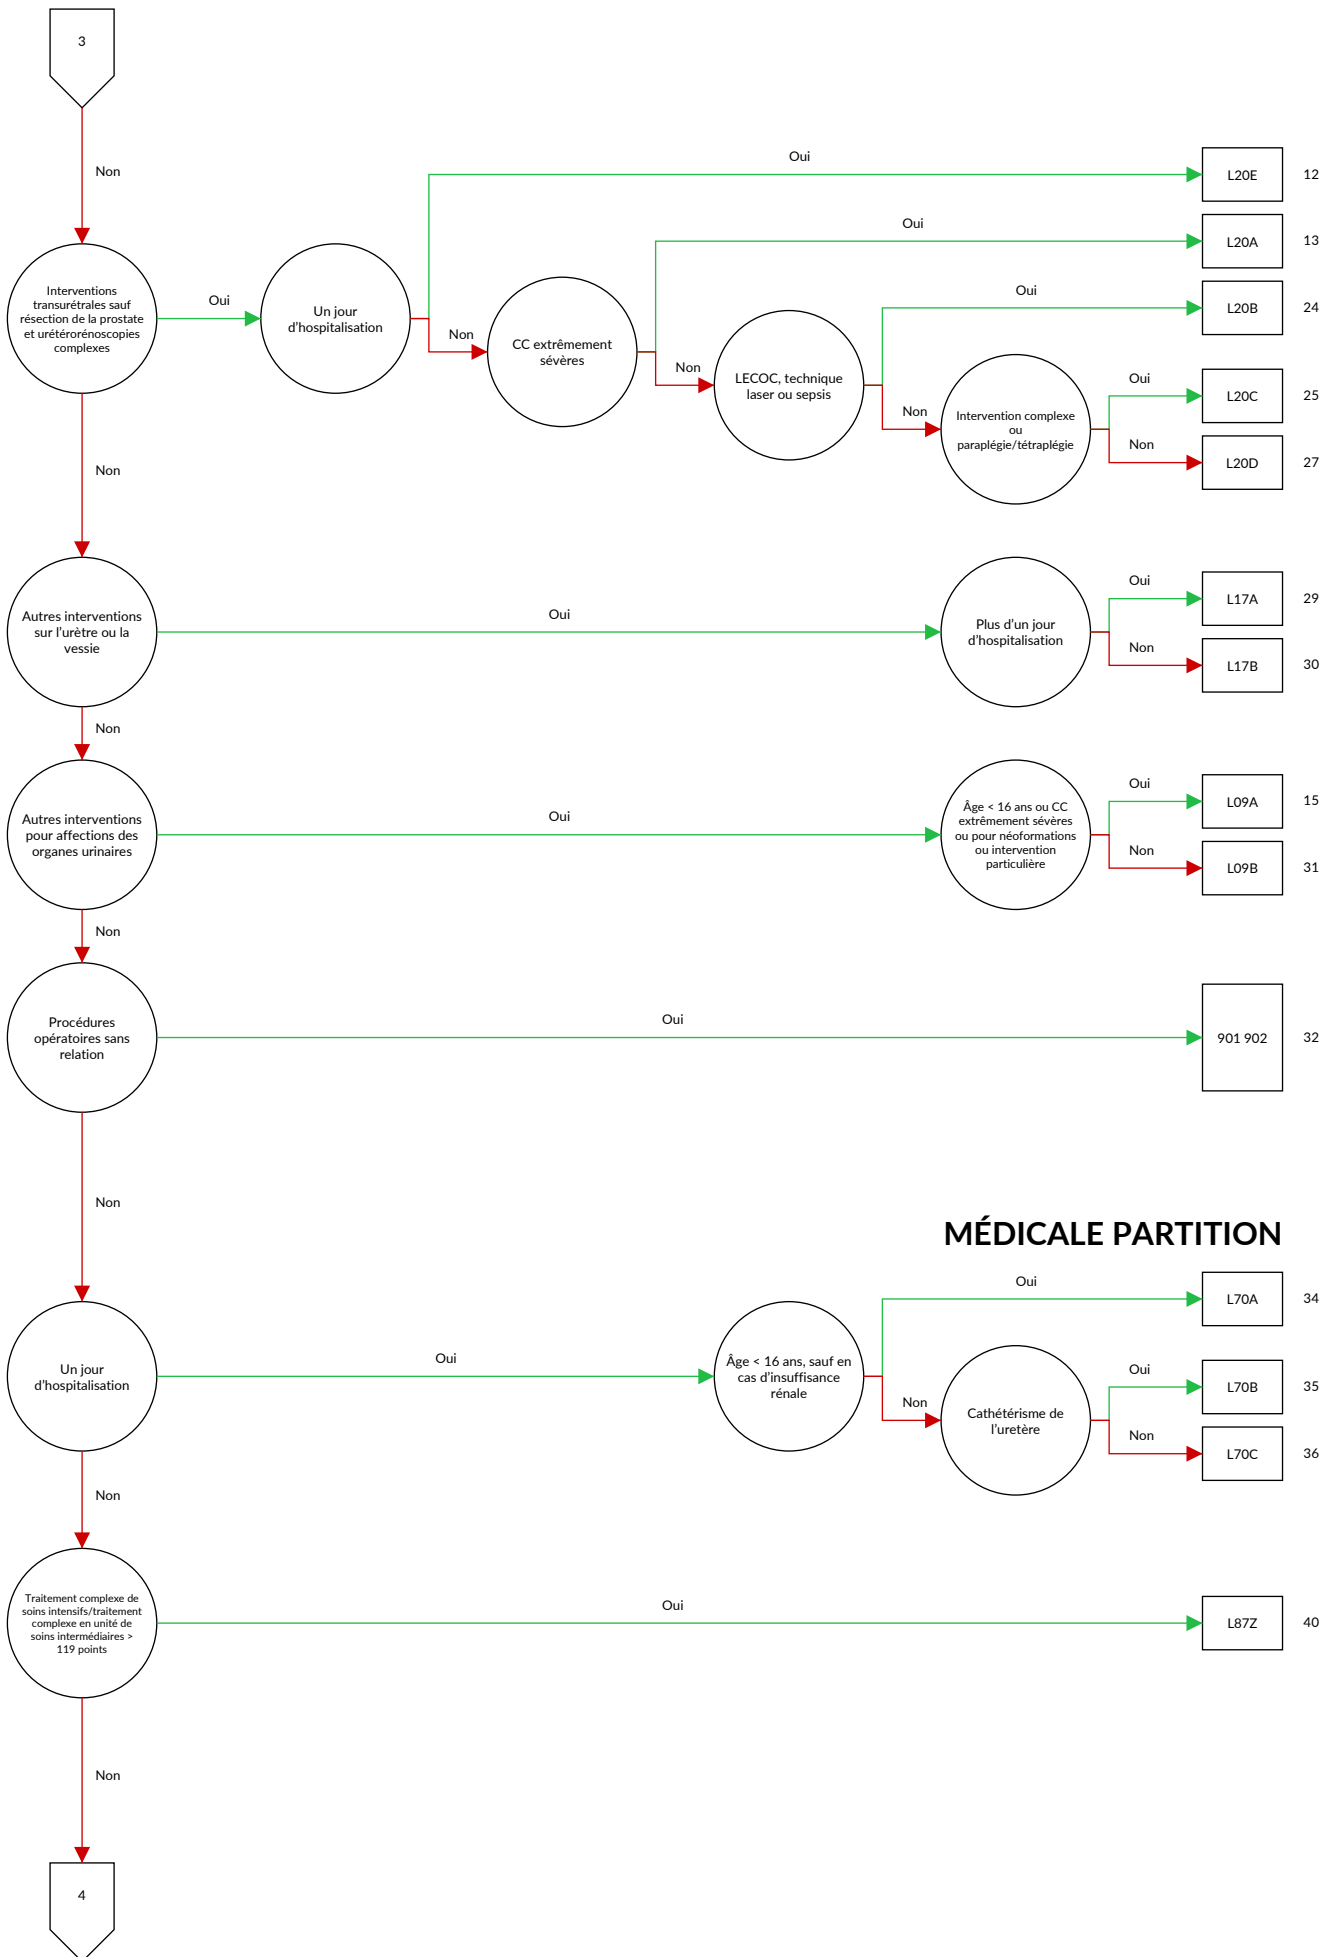 3
Non
Oui
L20E
12
Oui
L20A
13
Interventions
transurétrales sauf
résection de la prostate
et urétérorénoscopies
complexes
Oui
Un jour
d'hospitalisation
Non
CC extrêmement
sévères
Non
LECOC, technique
laser ou sepsis
Oui
L20B
24
Non
Intervention complexe
ou
paraplégie/tétraplégie
Oui
L20C
25
Non
L20D
27
Non
Autres interventions
sur l'urètre ou la
vessie
Oui
Plus d'un jour
d'hospitalisation
Oui
L17A
29
Non
L17B
30
Non
Autres interventions
pour affections des
organes urinaires
Oui
Âge < 16 ans ou CC
extrêmement sévères
ou pour néoformations
ou intervention
particulière
Oui
L09A
15
Non
L09B
31
Non
Procédures
opératoires sans
relation
Oui
901 902
32
Non
MÉDICALE PARTITION
Un jour
d'hospitalisation
Oui
Âge < 16 ans, sauf en
cas d'insuffisance
rénale
Oui
L70A
34
Non
Cathétérisme de
l'uretère
Oui
L70B
35
Non
L70C
36
Non
Traitement complexe de
soins intensifs/traitement
complexe en unité de
soins intermédiaires >
119 points
Oui
L87Z
40
Non
4